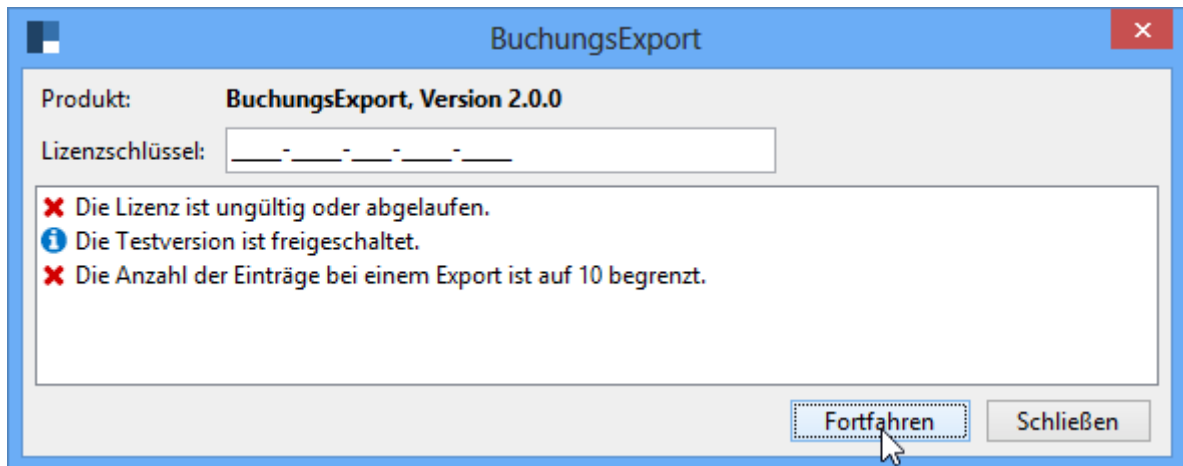 BuchungsExport
Produkt: BuchungsExport, Version 2.0.0
Lizenzschlüssel: ____-____-___-____-____
Die Lizenz ist ungültig oder abgelaufen.
Die Testversion ist freigeschaltet.
Die Anzahl der Einträge bei einem Export ist auf 10 begrenzt.
Fortfahren Schließen